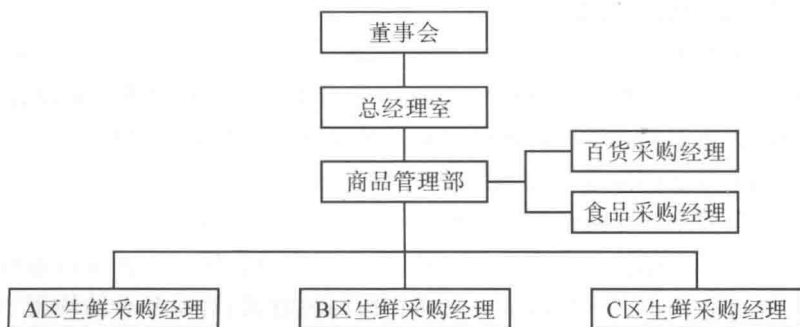 董事会
总经理室
百货采购经理
商品管理部
食品采购经理
A区生鲜采购经理
B区生鲜采购经理
C区生鲜采购经理